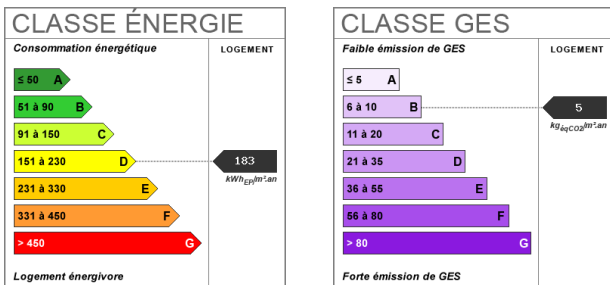 CLASSE ÉNERGIE
Consommation énergétique
LOGEMENT
≤ 50 A
51 à 90 B
91 à 150 C
151 à 230 D
183
kWhEP/m².an
231 à 330 E
331 à 450 F
> 450 G
Logement énergivore
CLASSE GES
Faible émission de GES
LOGEMENT
≤ 5 A
6 à 10 B
5
kgéqCO2/m².an
11 à 20 C
21 à 35 D
36 à 55 E
56 à 80 F
> 80 G
Forte émission de GES